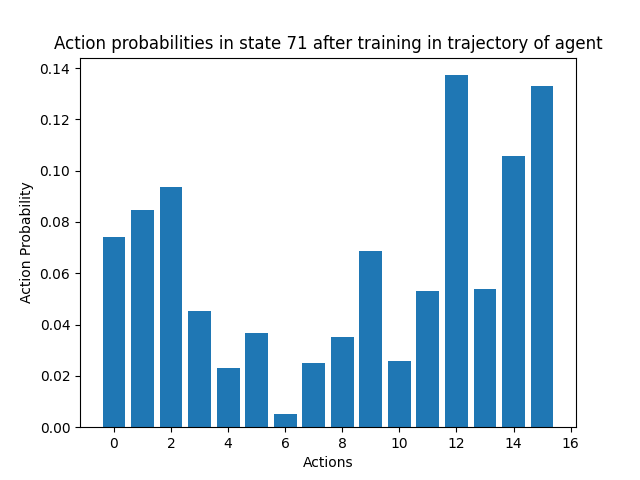 Action probabilities in state 71 after training in trajectory of agent
0.14
0.12
0.10
0.08
0.06
0.04
0.02
0.00
Action Probability
0 2 4 6 8 10 12 14 16
Actions